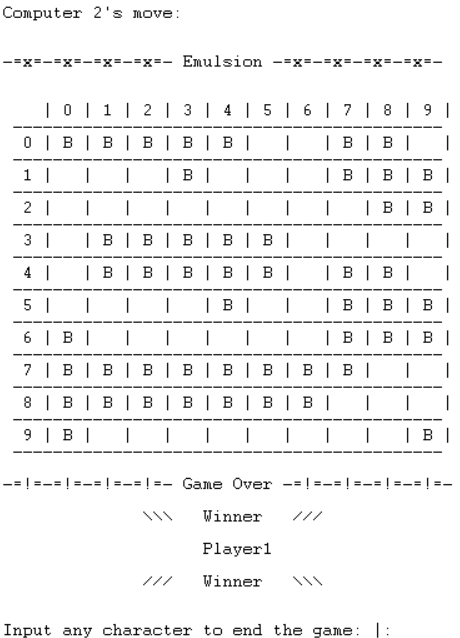 Computer 2's move:
-=x=-=x=-=x=-=x=- Emulsion -=x=-=x=-=x=-=x=-
| 0 | 1 | 2 | 3 | 4 | 5 | 6 | 7 | 8 | 9 |
0 | B | B | B | B | B |   |   | B | B |   |
1 |   |   |   | B |   |   |   | B | B | B |
2 |   |   |   |   |   |   |   |   | B | B |
3 |   | B | B | B | B | B |   |   |   |   |
4 |   | B | B | B | B | B |   | B | B |   |
5 |   |   |   |   | B |   |   | B | B | B |
6 | B |   |   |   |   |   |   | B | B | B |
7 | B | B | B | B | B | B | B | B |   |   |
8 | B | B | B | B | B | B | B |   |   |   |
9 | B |   |   |   |   |   |   |   |   | B |
-=!=-=!=-=!=-=!=- Game Over -=!=-=!=-=!=-=!=-
\\\ Winner ///
Player1
/// Winner \\\
Input any character to end the game: |: